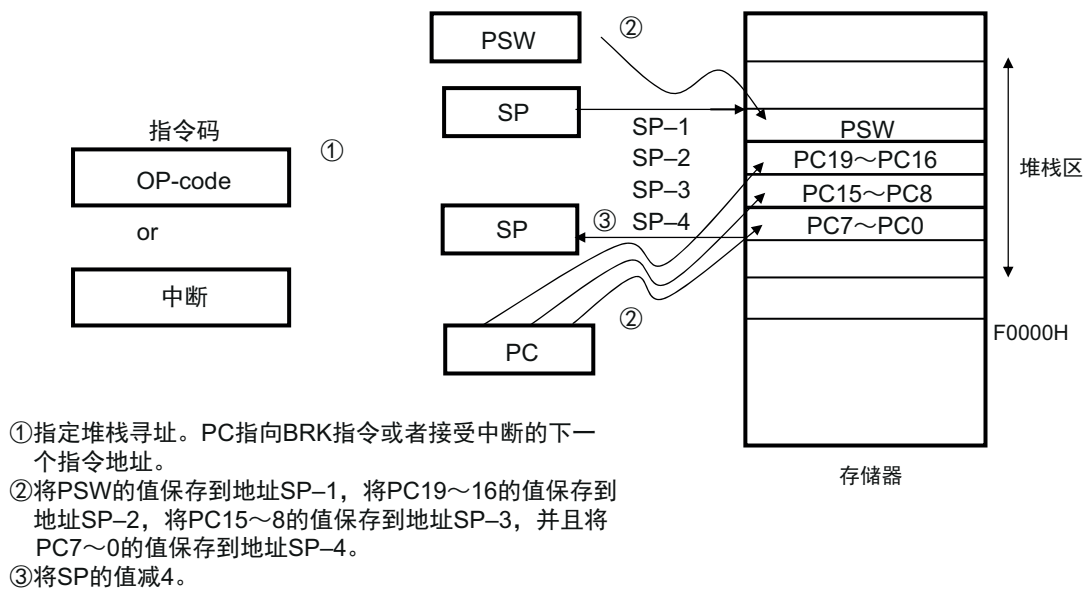 PSW
②
SP
SP–1
PSW
指令码
①
SP–2
PC19～PC16
OP-code
SP–3
PC15～PC8
堆栈区
SP
③
SP–4
PC7～PC0
or
中断
②
PC
F0000H
存储器
①指定堆栈寻址。PC指向BRK指令或者接受中断的下一
个指令地址。
②将PSW的值保存到地址SP–1，将PC19～16的值保存到
地址SP–2，将PC15～8的值保存到地址SP–3，并且将
PC7～0的值保存到地址SP–4。
③将SP的值减4。